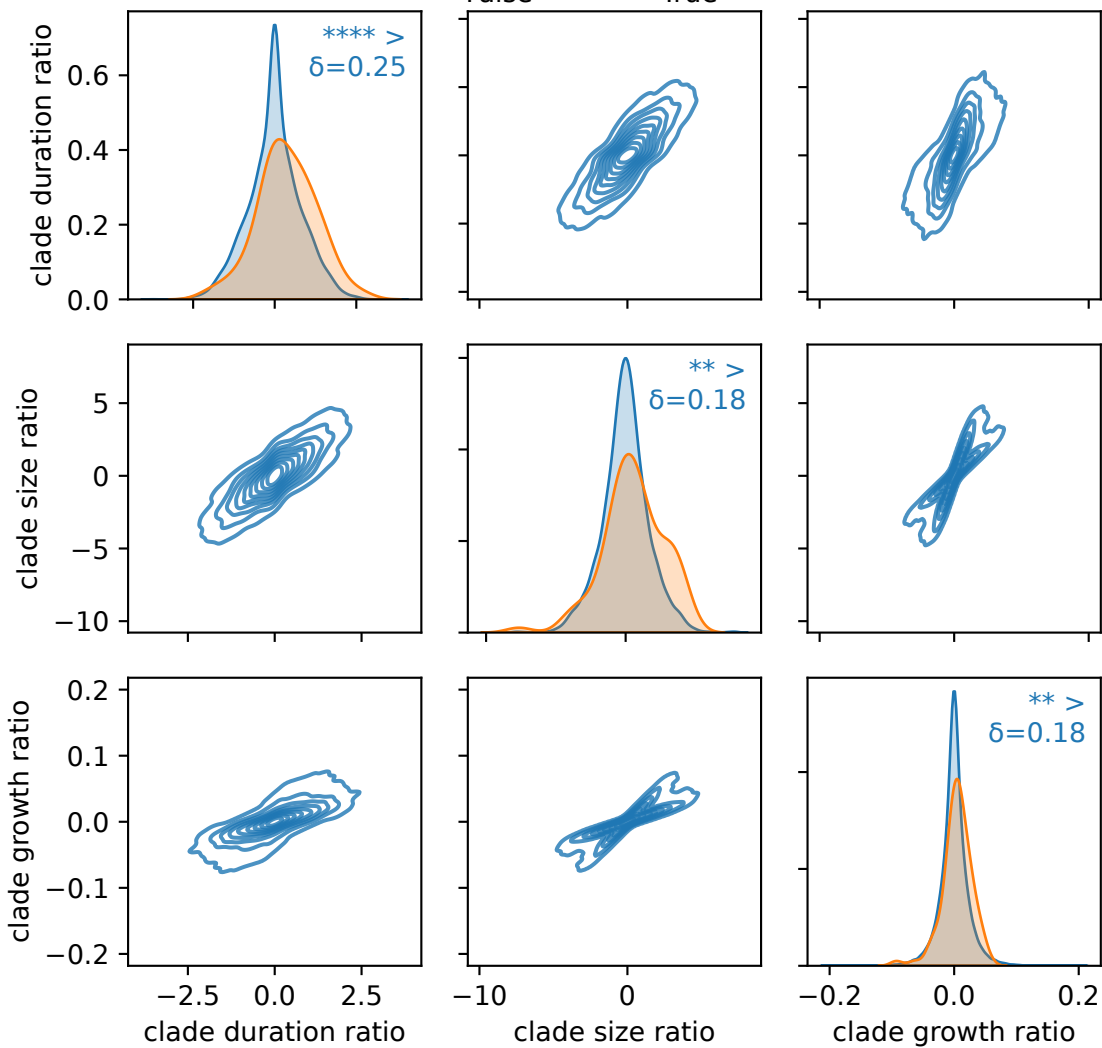 clade duration ratio
0.6
0.4
0.2
0.0
**** >
δ=0.25
clade size ratio
5
0
−5
−10
** >
δ=0.18
clade growth ratio
0.2
0.1
0.0
−0.1
−0.2
** >
δ=0.18
−2.5
0.0
2.5
−10
0
−0.2
0.0
0.2
clade duration ratio
clade size ratio
clade growth ratio